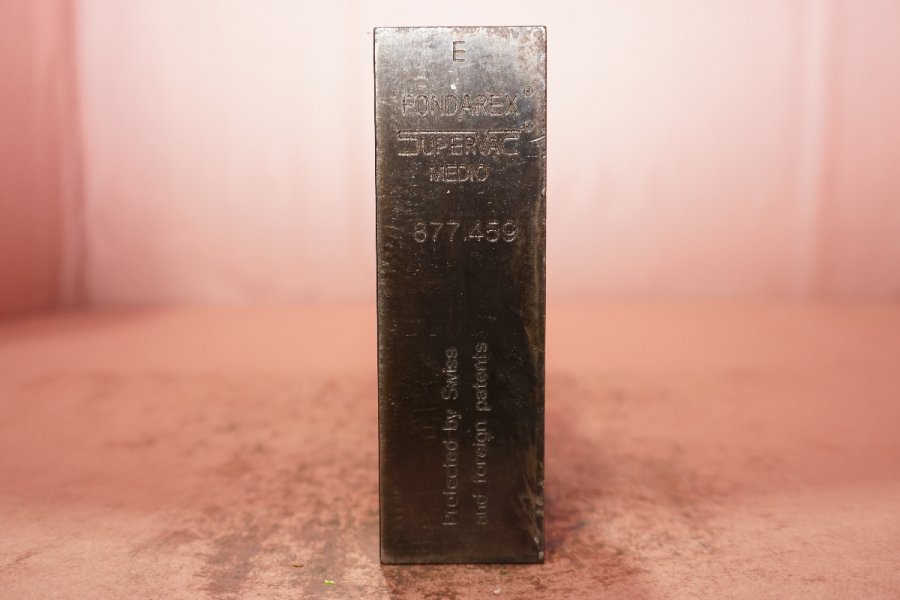 E
FONDAREX®
SUPERVAC®
MEDIO
877.459
Protected by Swiss
and foreign patents